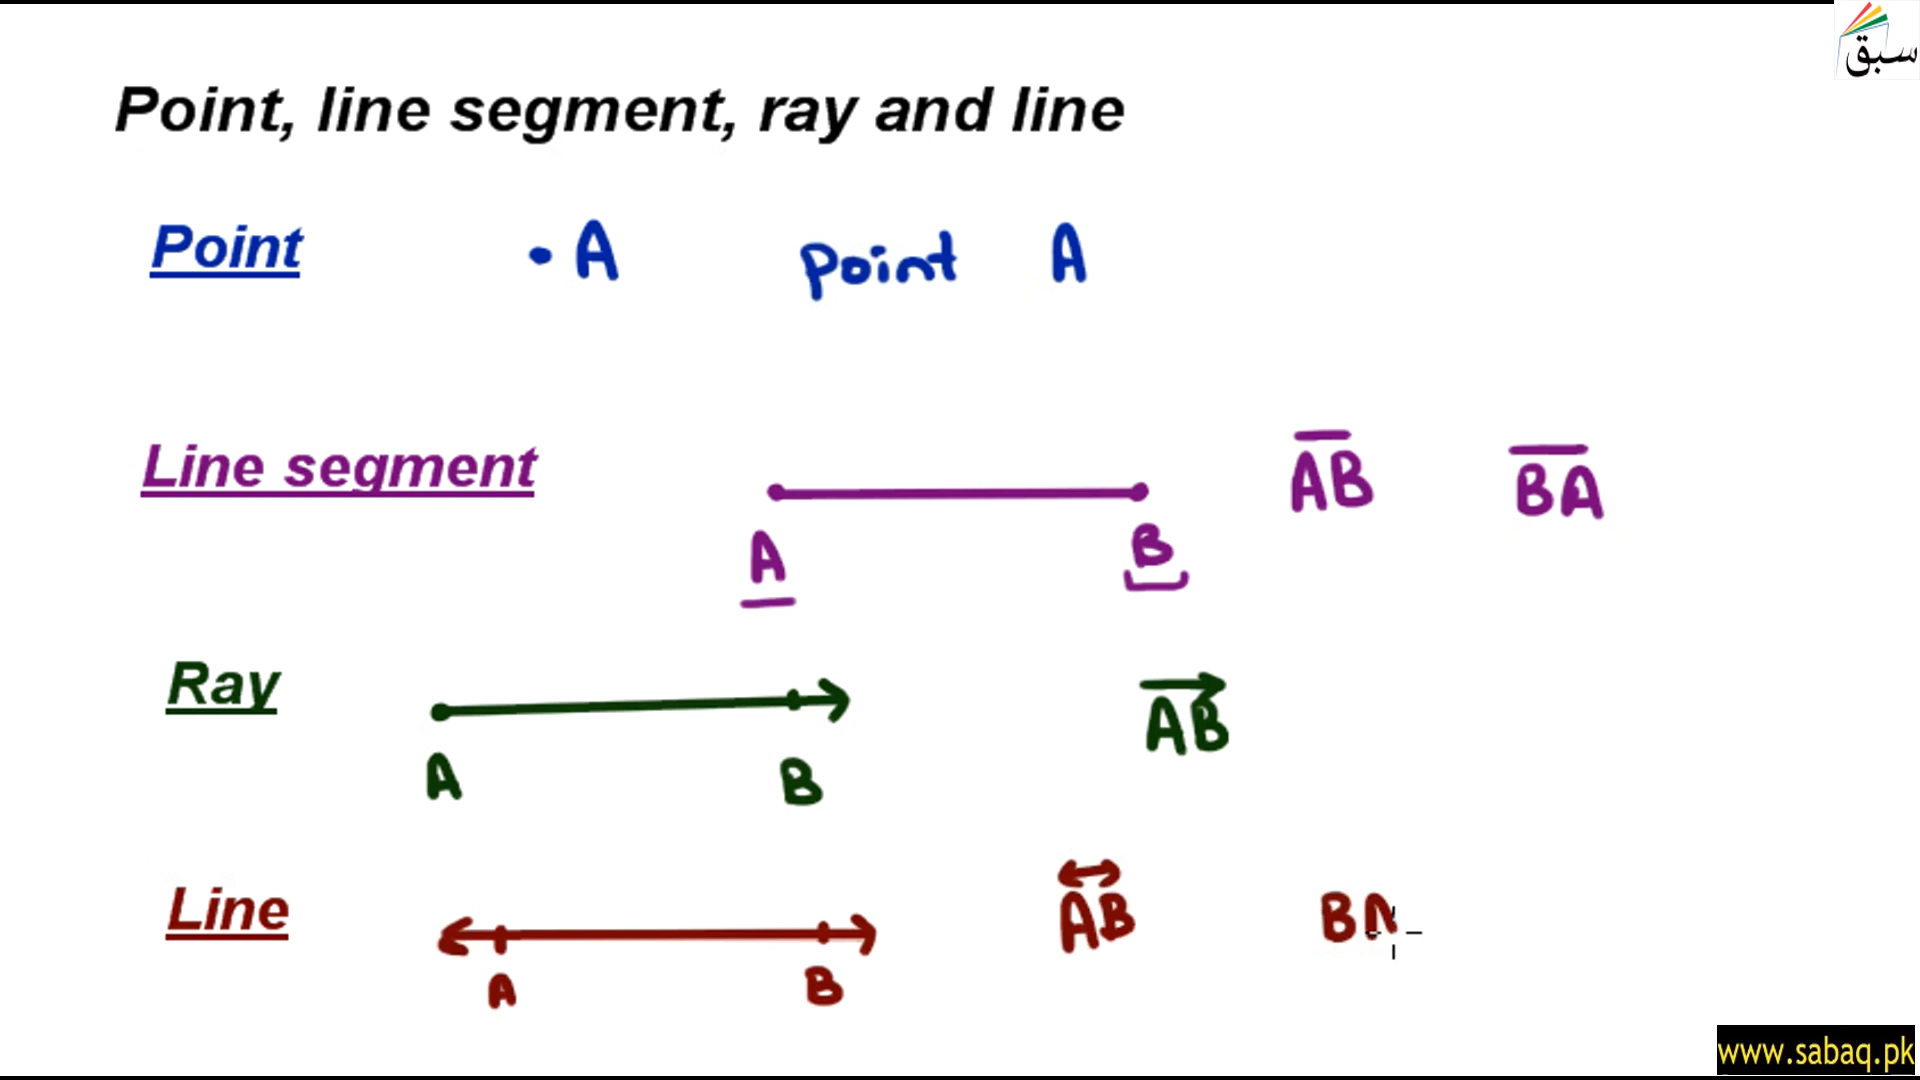 سبق
Point, line segment, ray and line
Point • A point A
Line segment AB BA
A B
Ray AB
A B
Line AB BA
A B
www.sabaq.pk